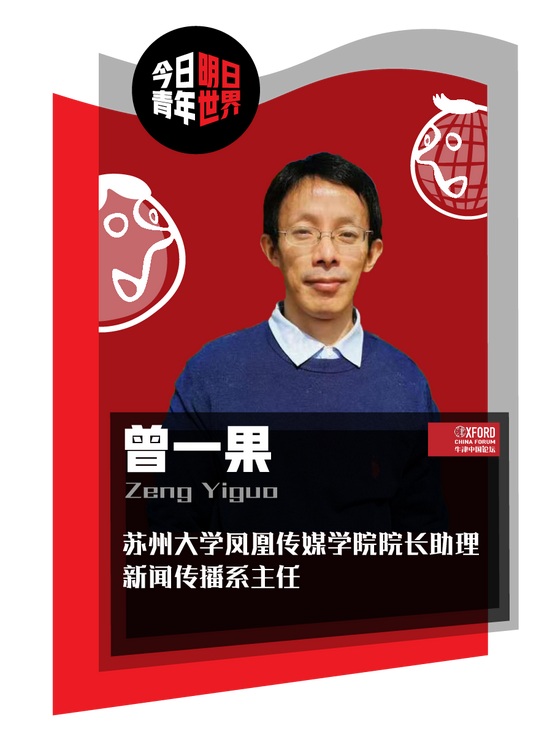 今日明日
青年世界
曾一果
Zeng Yiguo
OXFORD
CHINA FORUM
牛津中国论坛
苏州大学凤凰传媒学院院长助理
新闻传播系主任